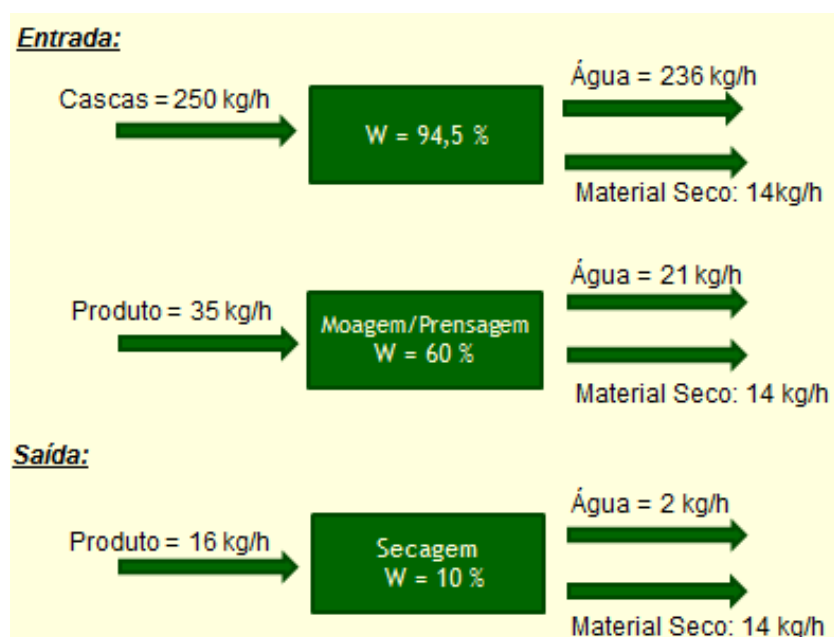 Entrada:
Cascas = 250 kg/h
W = 94,5 %
Água = 236 kg/h
Material Seco: 14kg/h
Produto = 35 kg/h
Moagem/Prensagem
W = 60 %
Água = 21 kg/h
Material Seco: 14 kg/h
Saída:
Produto = 16 kg/h
Secagem
W = 10 %
Água = 2 kg/h
Material Seco: 14 kg/h